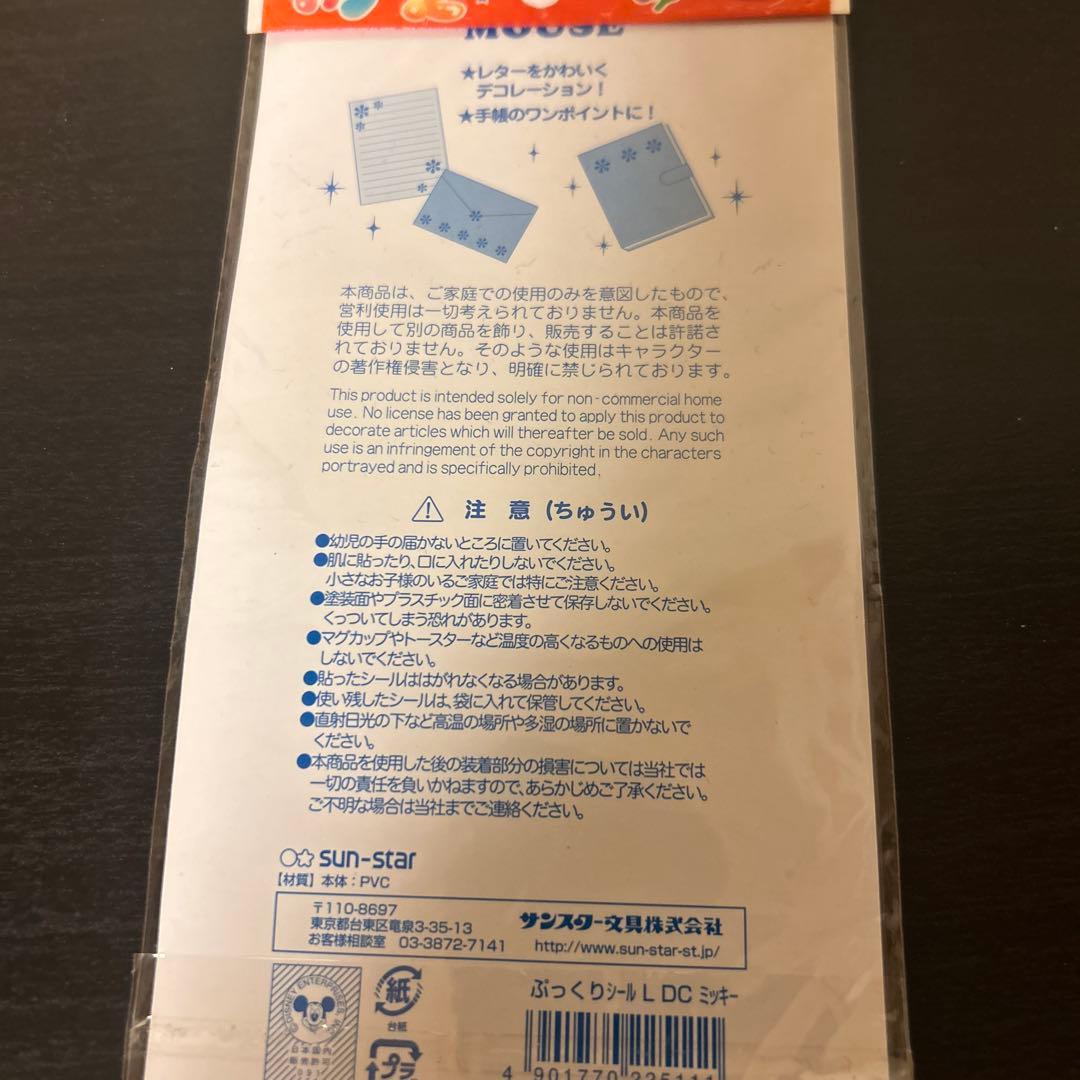 MOUSE
★レターをかわいく
デコレーション！
★手帳のワンポイントに！
本商品は、ご家庭での使用のみを意図したもので、
営利使用は一切考えられておりません。本商品を
使用して別の商品を飾り、販売することは許諾さ
れておりません。そのような使用はキャラクター
の著作権侵害となり、明確に禁じられております。
This product is intended solely for non-commercial home
use. No license has been granted to apply this product to
decorate articles which will thereafter be sold. Any such
use is an infringement of the copyright in the characters
portrayed and is specifically prohibited.
注 意 (ちゅうい)
●幼児の手の届かないところに置いてください。
●肌に貼ったり、口に入れたりしないでください。
小さなお子様のいるご家庭では特にご注意ください。
●塗装面やプラスチック面に密着させて保存しないでください。
くっついてしまう恐れがあります。
●マグカップやトースターなど温度の高くなるものへの使用は
しないでください。
●貼ったシールははがれなくなる場合があります。
●使い残したシールは、袋に入れて保管してください。
●直射日光の下など高温の場所や多湿の場所に置かないで
ください。
●本商品を使用した後の装着部分の損害については当社では
一切の責任を負いかねますので、あらかじめご了承ください。
ご不明な場合は当社までご連絡ください。
sun-star
【材質】本体：PVC
〒110-8697
東京都台東区竜泉3-35-13
お客様相談室 03-3872-7141
サンスター文具株式会社
http://www.sun-star-st.jp/
DISNEY ENTERPRISES, INC.
日本国内
販売許可
091
紙
台紙
プラ
ぷっくりシール L DC ミッキー
4 901770